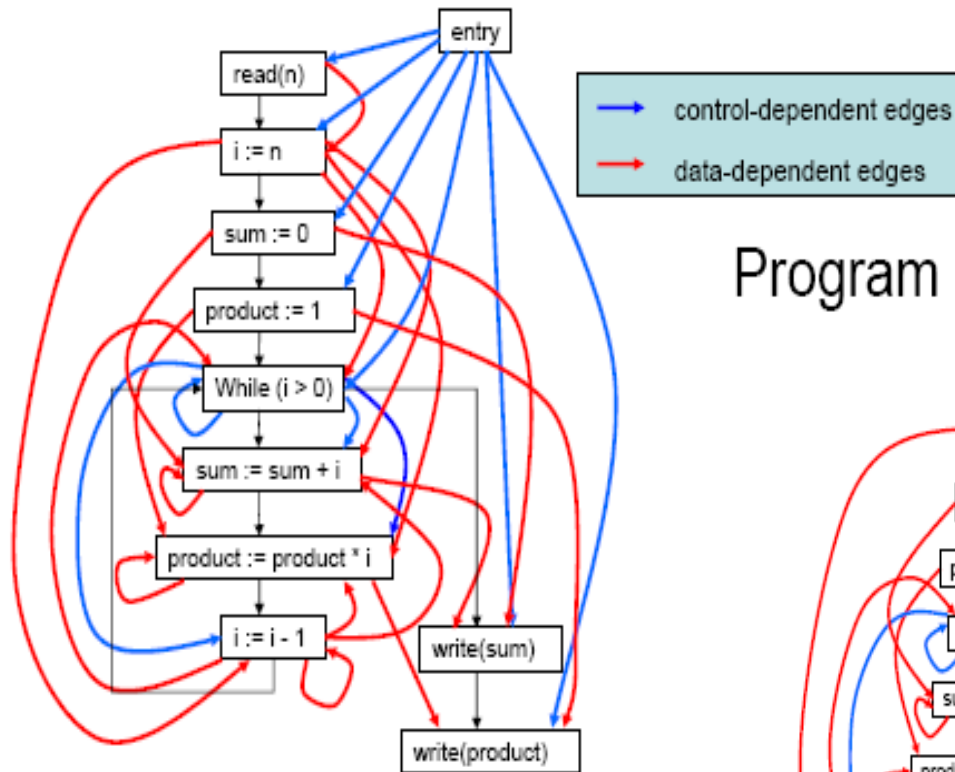 entry
read(n)
i := n
sum := 0
product := 1
While (i > 0)
sum := sum + i
product := product * i
i := i - 1
write(sum)
write(product)
control-dependent edges
data-dependent edges
Program